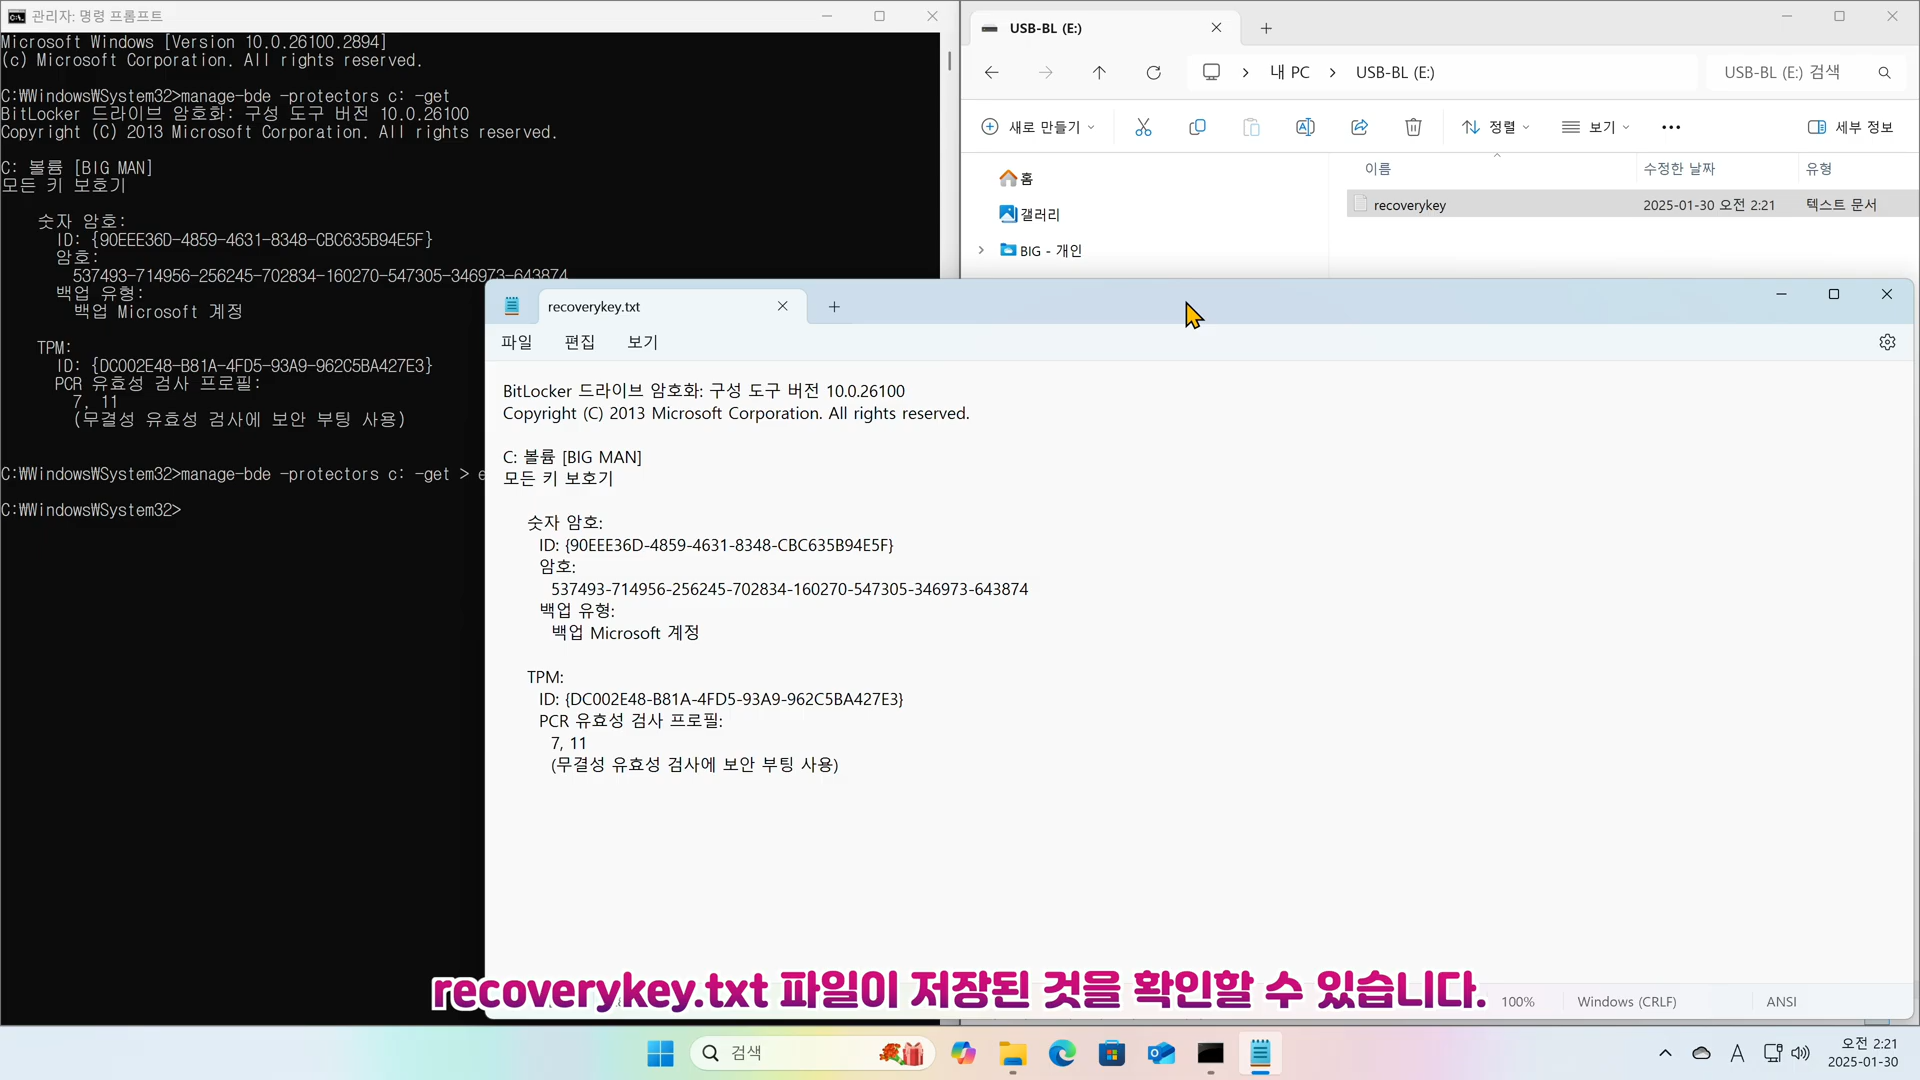 관리자: 명령 프롬프트
Microsoft Windows [Version 10.0.26100.2894]
(c) Microsoft Corporation. All rights reserved.
C:₩Windows₩System32>manage-bde -protectors c: -get
BitLocker 드라이브 암호화: 구성 도구 버전 10.0.26100
Copyright (C) 2013 Microsoft Corporation. All rights reserved.
C: 볼륨 [BIG MAN]
모든 키 보호기
숫자 암호:
ID: {90EEE36D-4859-4631-8348-CBC635B94E5F}
암호:
537493-714956-256245-702834-160270-547305-346973-643874
백업 유형:
백업 Microsoft 계정
TPM:
ID: {DC002E48-B81A-4FD5-93A9-962C5BA427E3}
PCR 유효성 검사 프로필:
7, 11
(무결성 유효성 검사에 보안 부팅 사용)
C:₩Windows₩System32>manage-bde -protectors c: -get > e
C:₩Windows₩System32>
USB-BL (E:)
내 PC > USB-BL (E:)
USB-BL (E:) 검색
새로 만들기
정렬
보기
세부 정보
홈
갤러리
BIG - 개인
이름 수정한 날짜 유형
recoverykey 2025-01-30 오전 2:21 텍스트 문서
recoverykey.txt
파일 편집 보기
BitLocker 드라이브 암호화: 구성 도구 버전 10.0.26100
Copyright (C) 2013 Microsoft Corporation. All rights reserved.
C: 볼륨 [BIG MAN]
모든 키 보호기
숫자 암호:
ID: {90EEE36D-4859-4631-8348-CBC635B94E5F}
암호:
537493-714956-256245-702834-160270-547305-346973-643874
백업 유형:
백업 Microsoft 계정
TPM:
ID: {DC002E48-B81A-4FD5-93A9-962C5BA427E3}
PCR 유효성 검사 프로필:
7, 11
(무결성 유효성 검사에 보안 부팅 사용)
recoverykey.txt 파일이 저장된 것을 확인할 수 있습니다.
100% Windows (CRLF) ANSI
검색
A
오전 2:21
2025-01-30